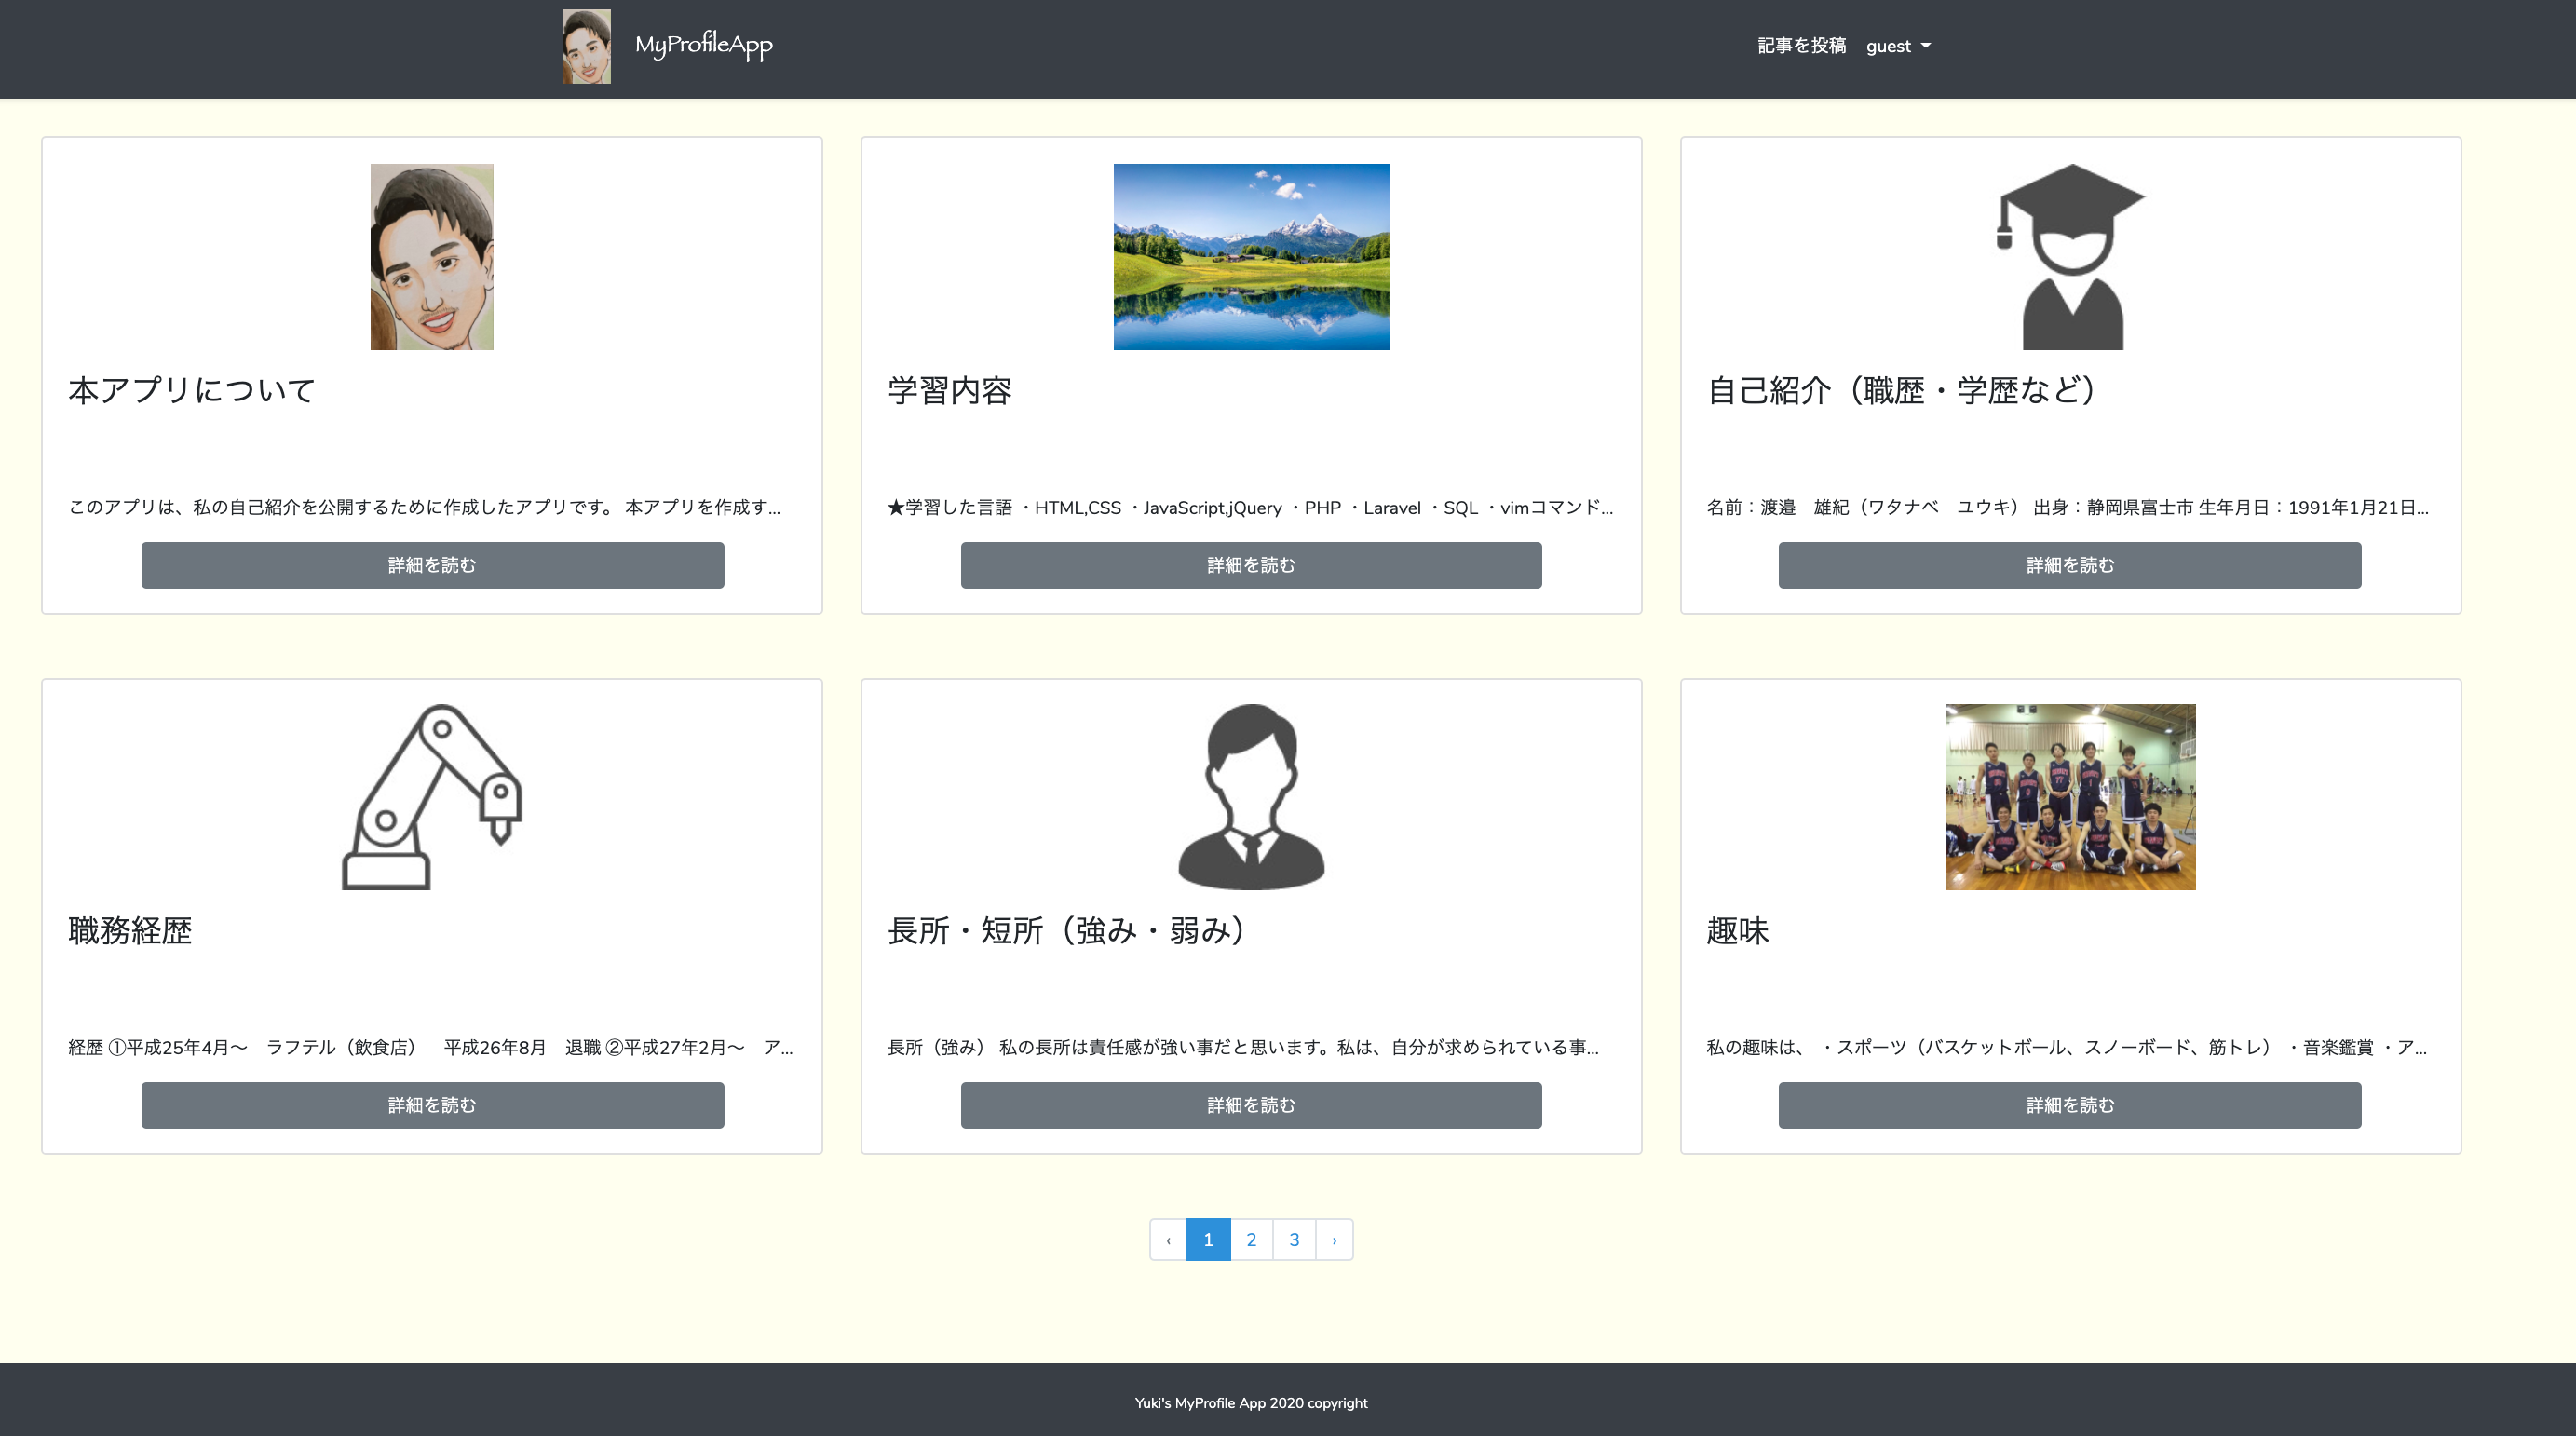 MyProfileApp
記事を投稿 guest
本アプリについて
このアプリは、私の自己紹介を公開するために作成したアプリです。 本アプリを作成す...
詳細を読む
学習内容
★学習した言語 ・HTML,CSS ・JavaScript,jQuery ・PHP ・Laravel ・SQL ・vimコマンド...
詳細を読む
自己紹介（職歴・学歴など）
名前：渡邉　雄紀（ワタナベ　ユウキ） 出身：静岡県富士市 生年月日：1991年1月21日...
詳細を読む
職務経歴
経歴 ①平成25年4月〜　ラフテル（飲食店）　平成26年8月　退職 ②平成27年2月〜　ア...
詳細を読む
長所・短所（強み・弱み）
長所（強み） 私の長所は責任感が強い事だと思います。私は、自分が求められている事...
詳細を読む
趣味
私の趣味は、 ・スポーツ（バスケットボール、スノーボード、筋トレ） ・音楽鑑賞 ・ア...
詳細を読む
‹ 1 2 3 ›
Yuki's MyProfile App 2020 copyright